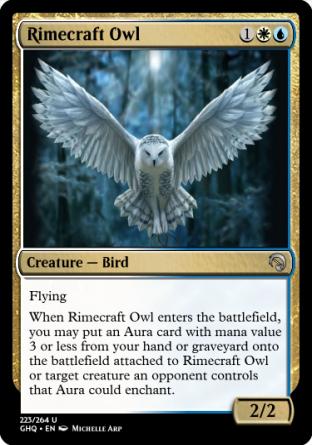 Rimecraft Owl 1
Creature — Bird
Flying
When Rimecraft Owl enters the battlefield,
you may put an Aura card with mana value
3 or less from your hand or graveyard onto
the battlefield attached to Rimecraft Owl
or target creature an opponent controls
that Aura could enchant.
2/2
223/264 U
GHQ • EN Michelle Arp